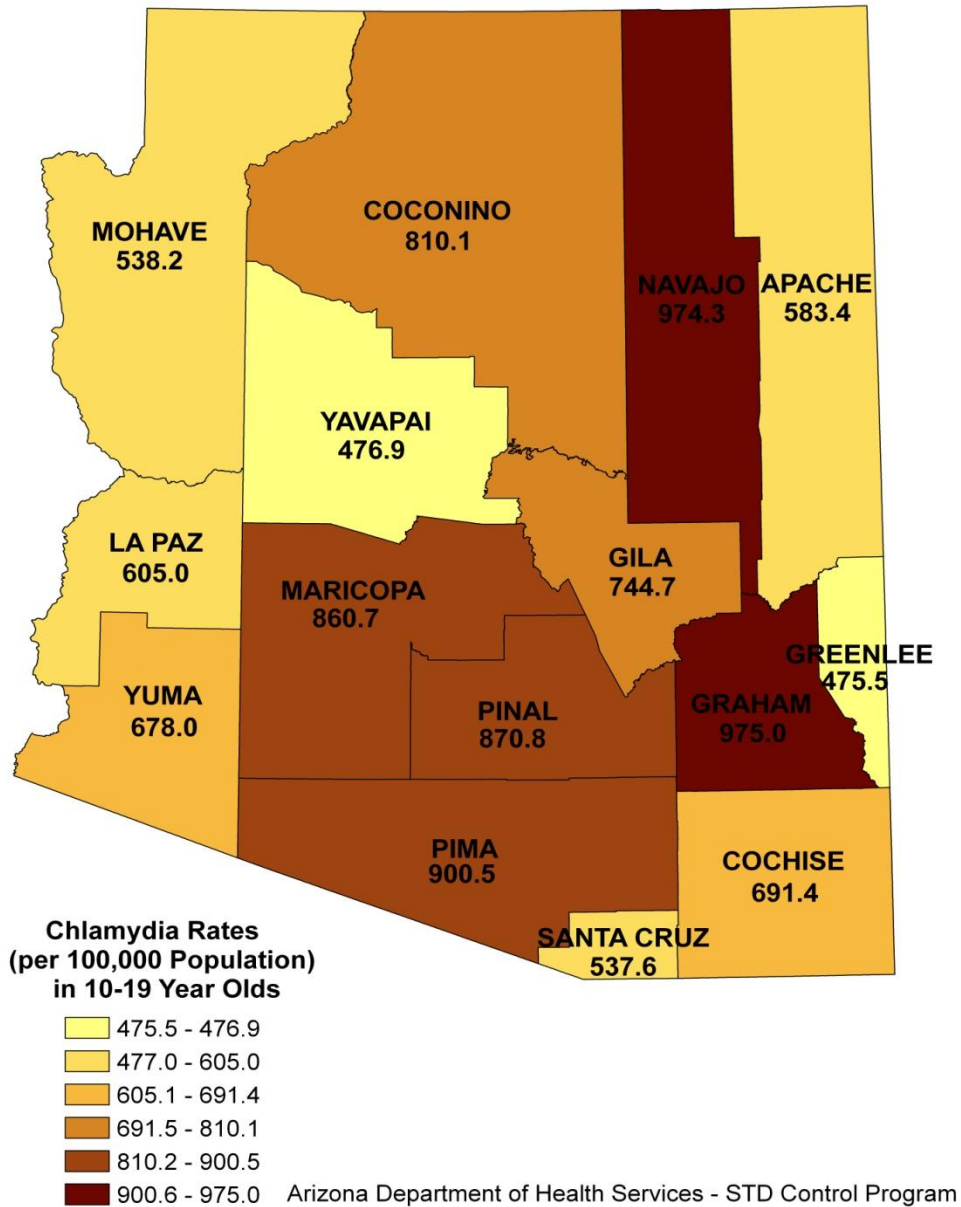 COCONINO
810.1
MOHAVE
538.2
NAVAJO
974.3
APACHE
583.4
YAVAPAI
476.9
LA PAZ
605.0
GILA
744.7
MARICOPA
860.7
GREENLEE
475.5
YUMA
678.0
PINAL
870.8
GRAHAM
975.0
PIMA
900.5
COCHISE
691.4
SANTA CRUZ
537.6
Chlamydia Rates
(per 100,000 Population)
in 10-19 Year Olds
475.5 - 476.9
477.0 - 605.0
605.1 - 691.4
691.5 - 810.1
810.2 - 900.5
900.6 - 975.0
Arizona Department of Health Services - STD Control Program